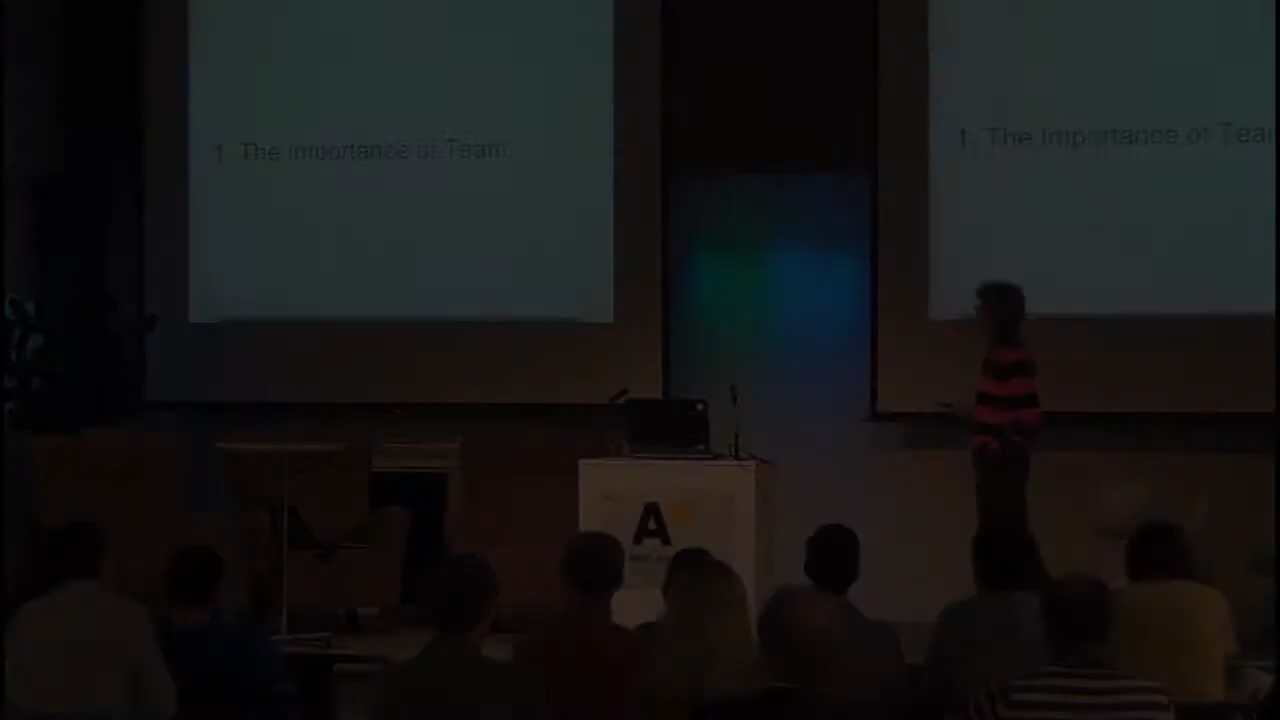 1. The Importance of Team
1. The Importance of Tea
A